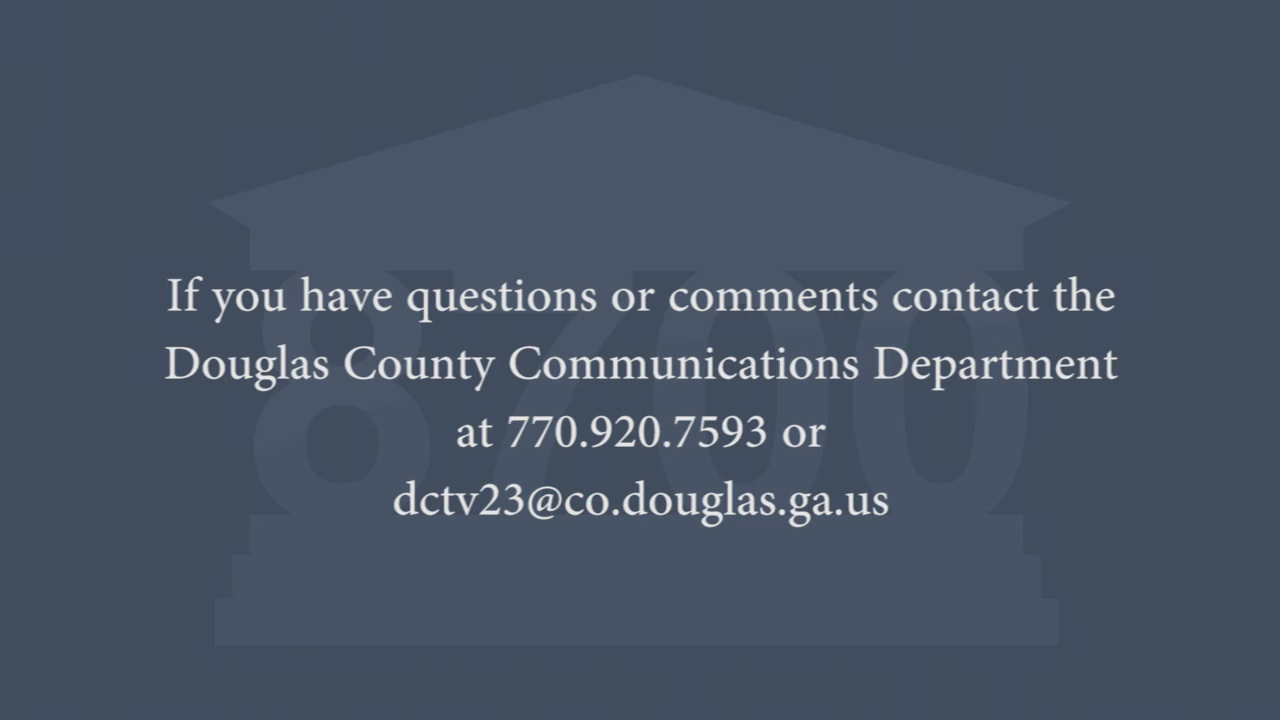 If you have questions or comments contact the
Douglas County Communications Department
at 770.920.7593 or
dctv23@co.douglas.ga.us
8700